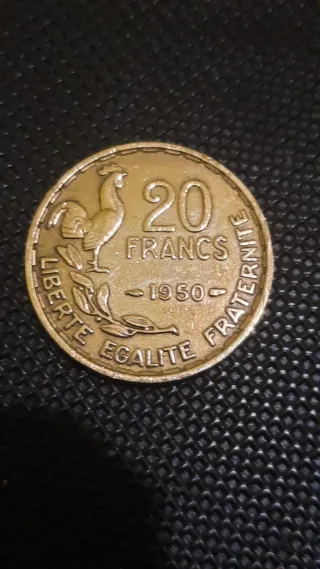 20
FRANCS
1950
LIBERTE EGALITE FRATERNITE